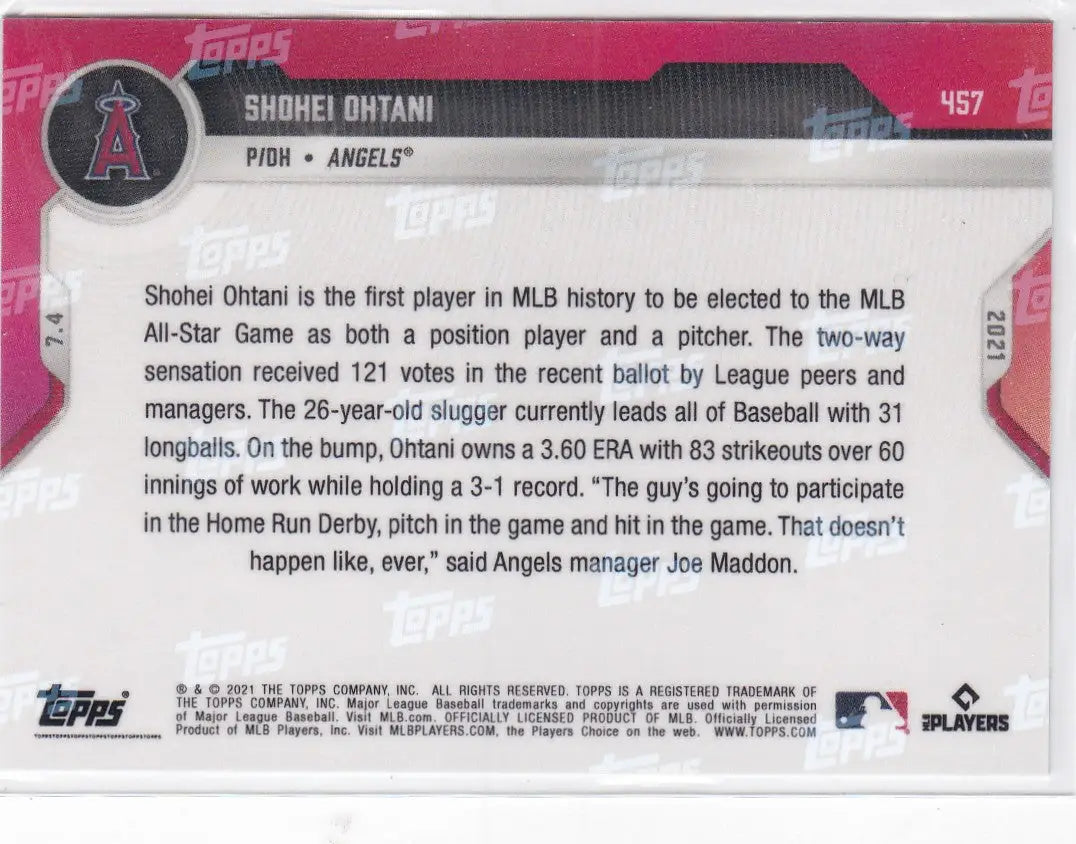 SHOHEI OHTANI
457
P/DH • ANGELS®
A
7.4
2021
Shohei Ohtani is the first player in MLB history to be elected to the MLB
All-Star Game as both a position player and a pitcher. The two-way
sensation received 121 votes in the recent ballot by League peers and
managers. The 26-year-old slugger currently leads all of Baseball with 31
longballs. On the bump, Ohtani owns a 3.60 ERA with 83 strikeouts over 60
innings of work while holding a 3-1 record. “The guy’s going to participate
in the Home Run Derby, pitch in the game and hit in the game. That doesn’t
happen like, ever,” said Angels manager Joe Maddon.
topps®
® & © 2021 THE TOPPS COMPANY, INC. ALL RIGHTS RESERVED. TOPPS IS A REGISTERED TRADEMARK OF
THE TOPPS COMPANY, INC. Major League Baseball trademarks and copyrights are used with permission
of Major League Baseball. Visit MLB.com. OFFICIALLY LICENSED PRODUCT OF MLB. Officially Licensed
Product of MLB Players, Inc. Visit MLBPLAYERS.COM, the Players Choice on the web. WWW.TOPPS.COM
MLB PLAYERS